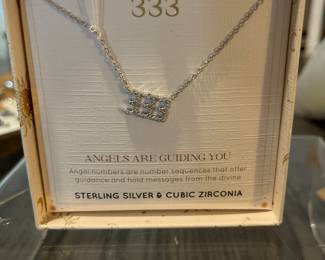 333
333
ANGELS ARE GUIDING YOU
Angel numbers are number sequences that offer
guidance and hold messages from the divine
STERLING SILVER & CUBIC ZIRCONIA